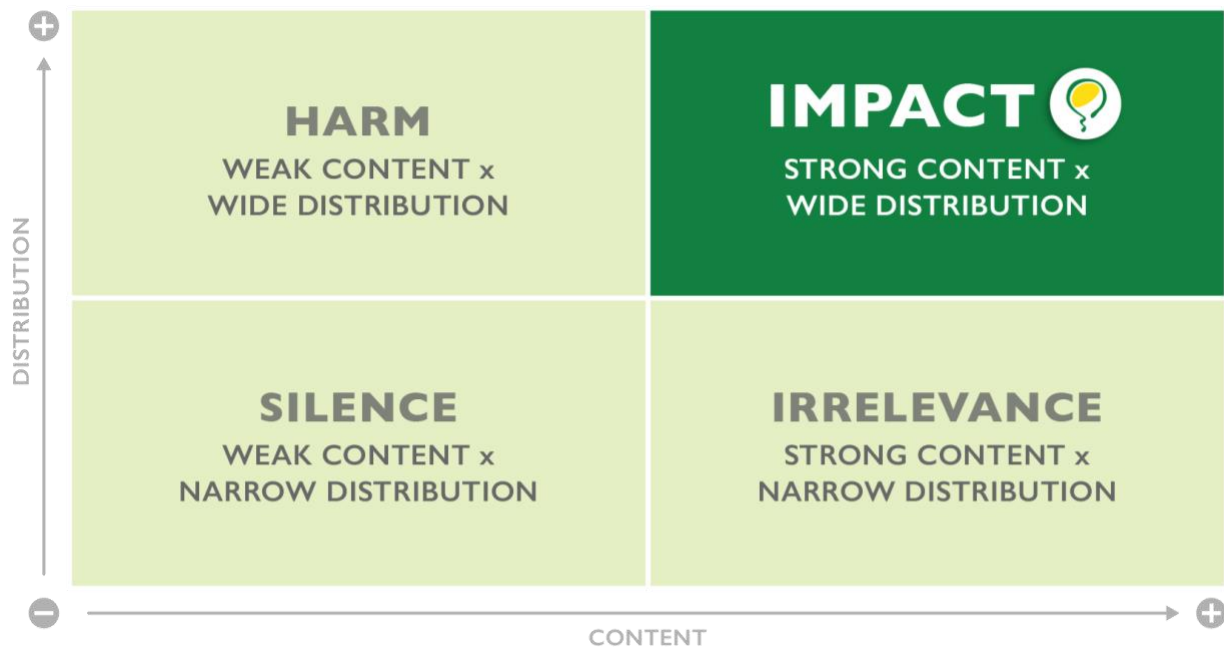 HARM
WEAK CONTENT x
WIDE DISTRIBUTION
IMPACT
STRONG CONTENT x
WIDE DISTRIBUTION
DISTRIBUTION
SILENCE
WEAK CONTENT x
NARROW DISTRIBUTION
IRRELEVANCE
STRONG CONTENT x
NARROW DISTRIBUTION
CONTENT